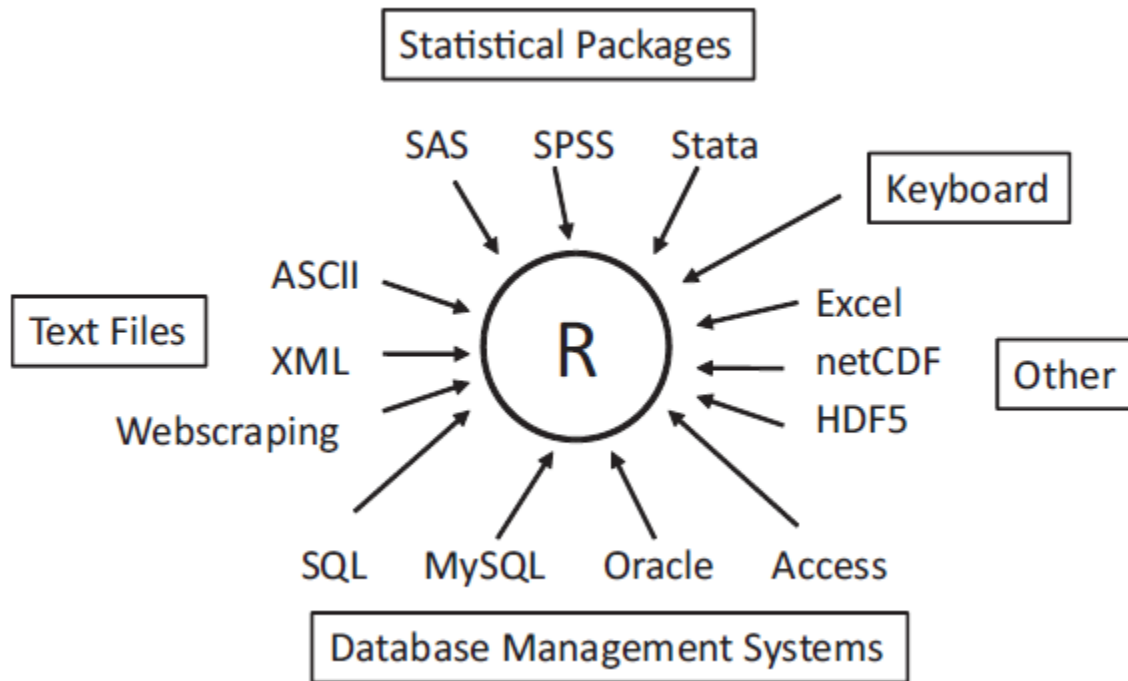 Statistical Packages
SAS SPSS Stata
Keyboard
ASCII
Excel
Text Files
R
XML
netCDF
Other
Webscraping
HDF5
SQL MySQL Oracle Access
Database Management Systems